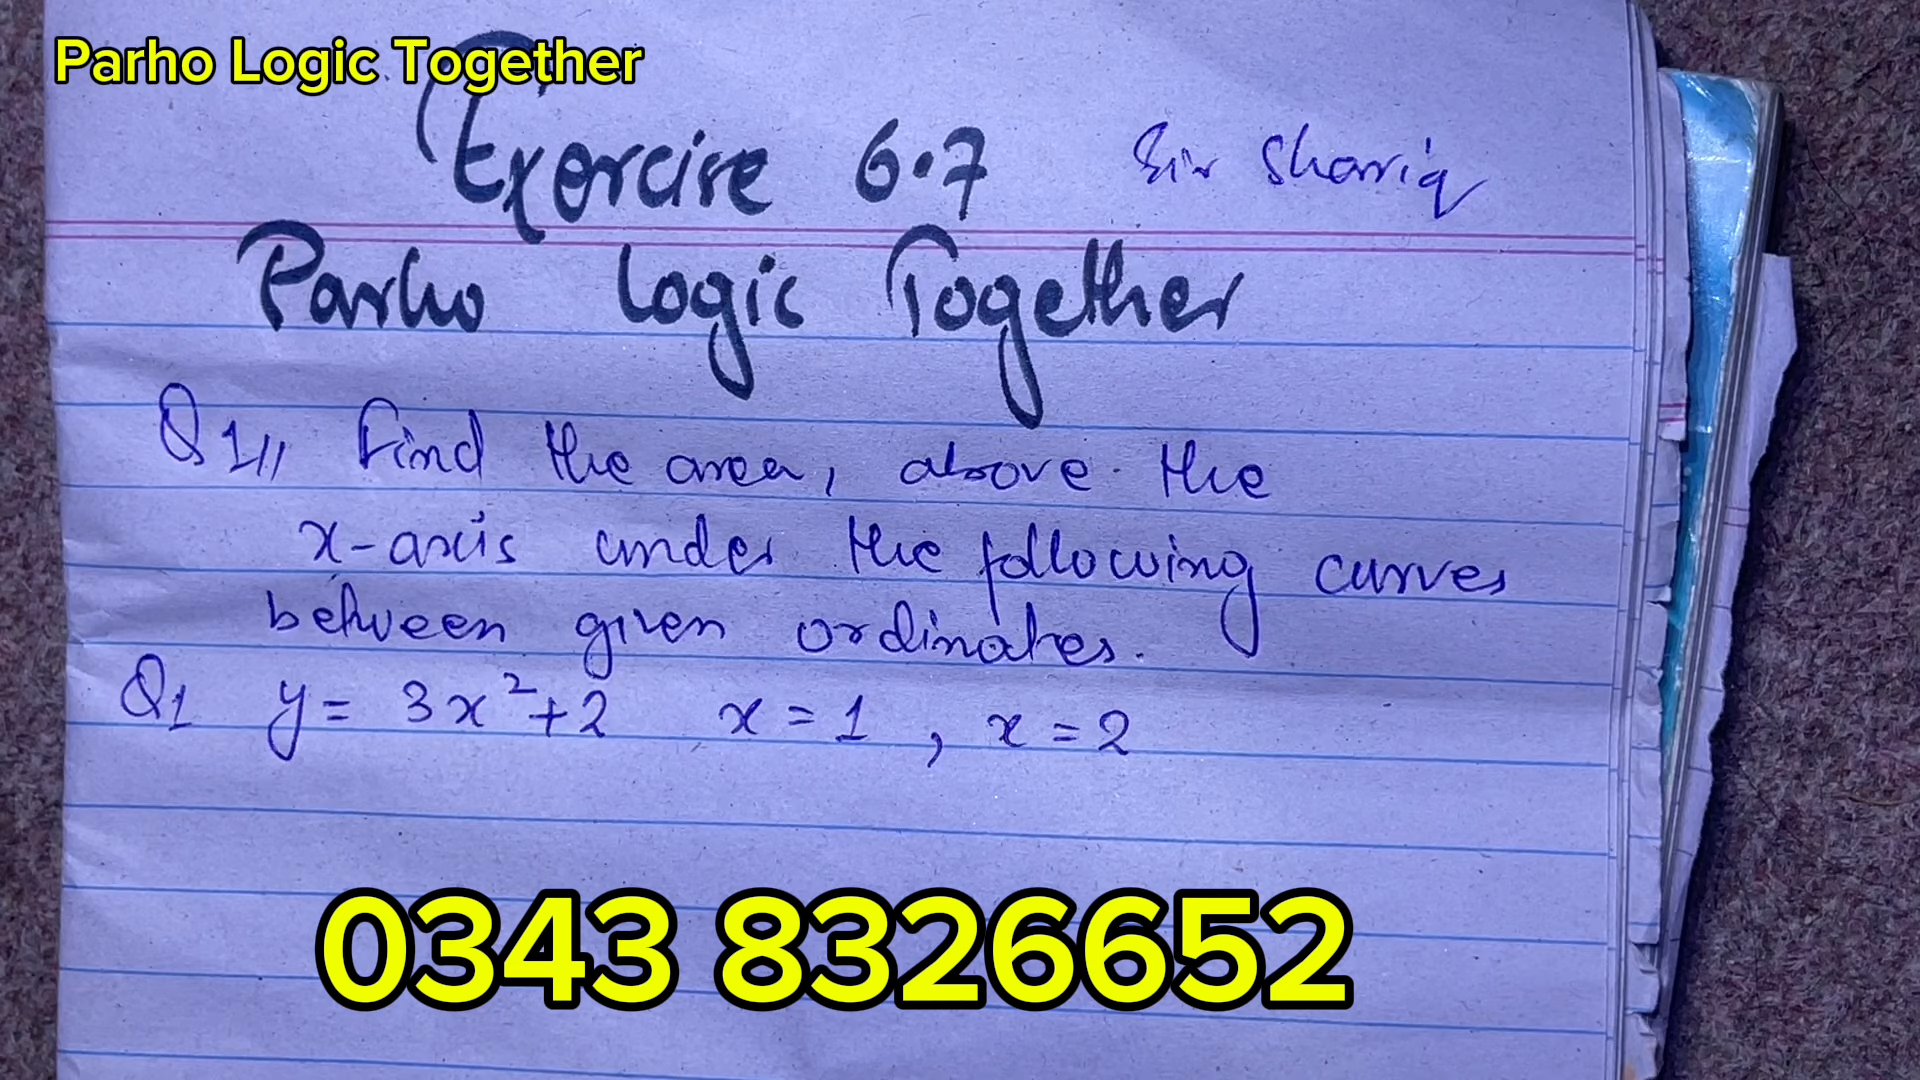 Parho Logic Together
Exercise 6.7 Sir Shariq
Parho Logic Together
Q1,, Find the area, above the
x-axis under the following curves
between given ordinates.
Q1 y = 3x²+2 x = 1 , x = 2
0343 8326652